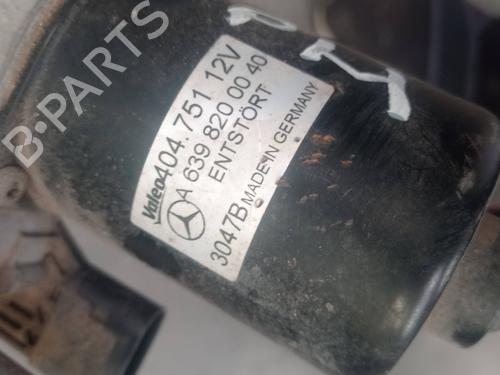 Valeo 404.751 12V
A 639 820 00 40
ENTSTÖRT
3047B MADE IN GERMANY
B-PARTS